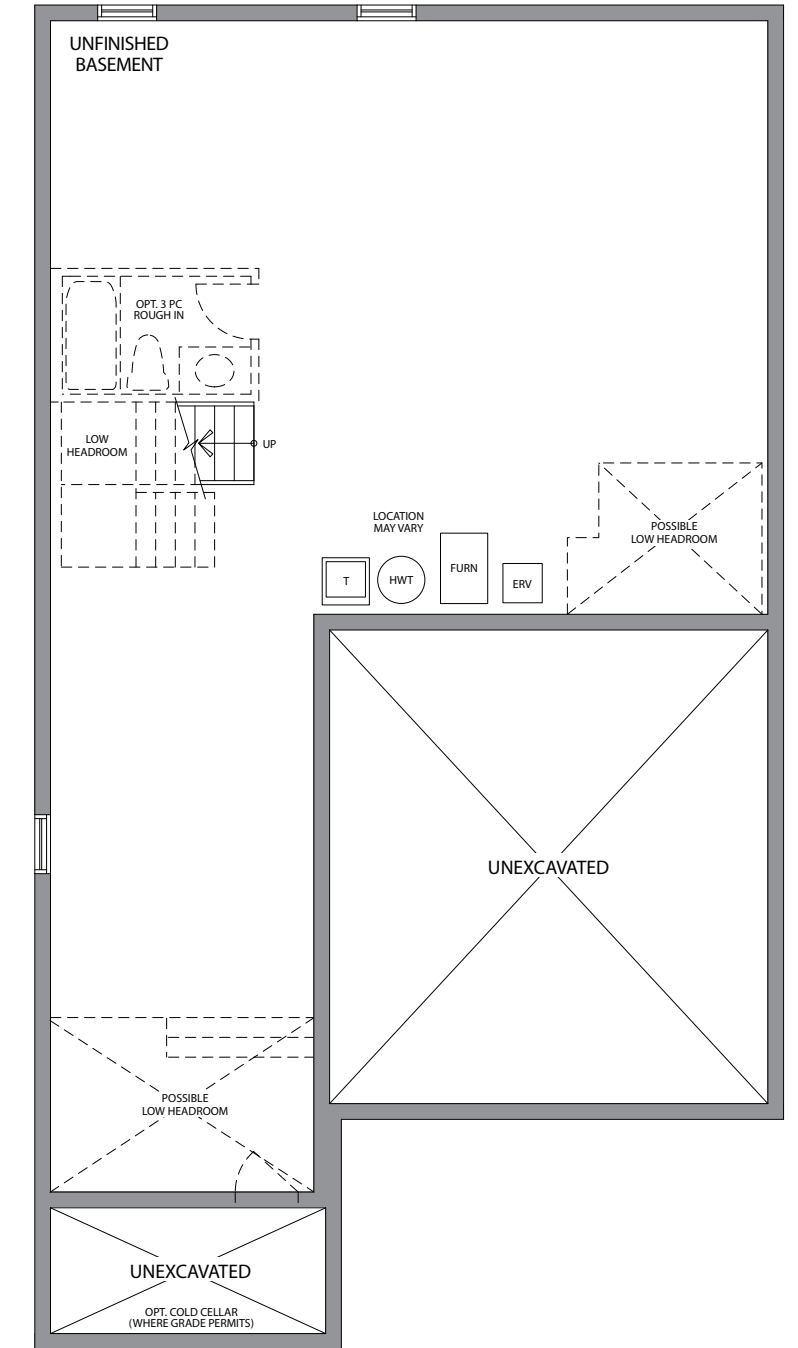 UNFINISHED
BASEMENT
OPT. 3 PC
ROUGH IN
LOW
HEADROOM
UP
LOCATION
MAY VARY
T
HWT
FURN
ERV
POSSIBLE
LOW HEADROOM
UNEXCAVATED
POSSIBLE
LOW HEADROOM
UNEXCAVATED
OPT. COLD CELLAR
(WHERE GRADE PERMITS)